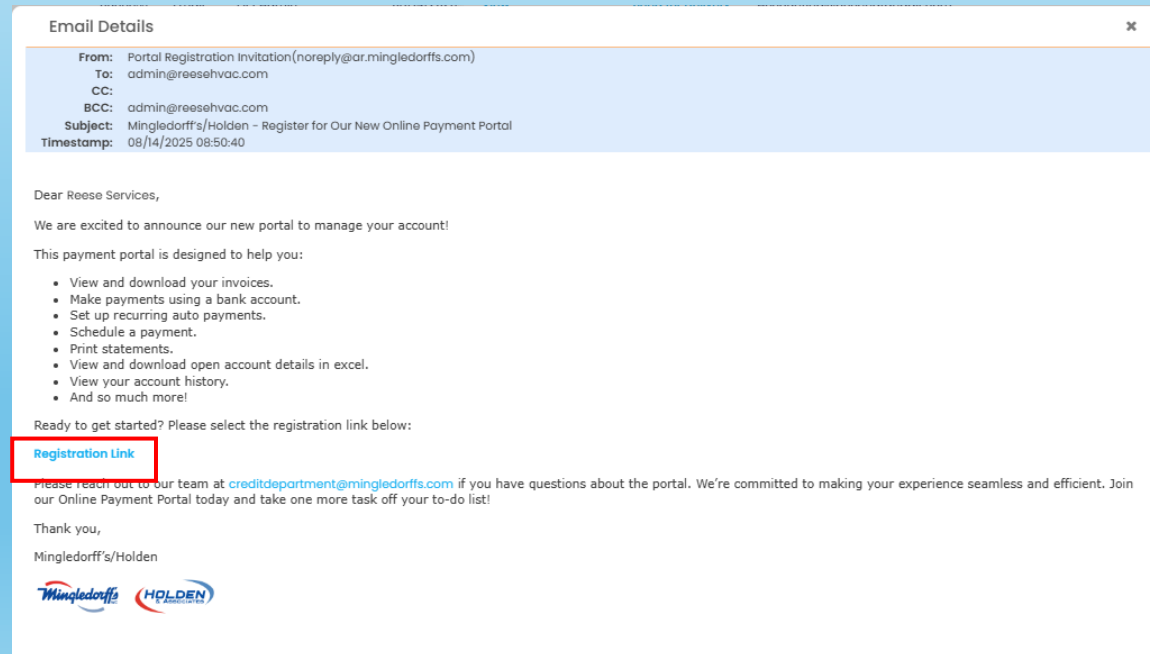 Email Details
×
From: Portal Registration Invitation(noreply@ar.mingledorffs.com)
To: admin@reesehvac.com
CC:
BCC: admin@reesehvac.com
Subject: Mingledorff's/Holden - Register for Our New Online Payment Portal
Timestamp: 08/14/2025 08:50:40
Dear Reese Services,
We are excited to announce our new portal to manage your account!
This payment portal is designed to help you:
• View and download your invoices.
• Make payments using a bank account.
• Set up recurring auto payments.
• Schedule a payment.
• Print statements.
• View and download open account details in excel.
• View your account history.
• And so much more!
Ready to get started? Please select the registration link below:
Registration Link
Please reach out to our team at creditdepartment@mingledorffs.com if you have questions about the portal. We're committed to making your experience seamless and efficient. Join
our Online Payment Portal today and take one more task off your to-do list!
Thank you,
Mingledorff's/Holden
Mingledorff's HOLDEN
& ASSOCIATES